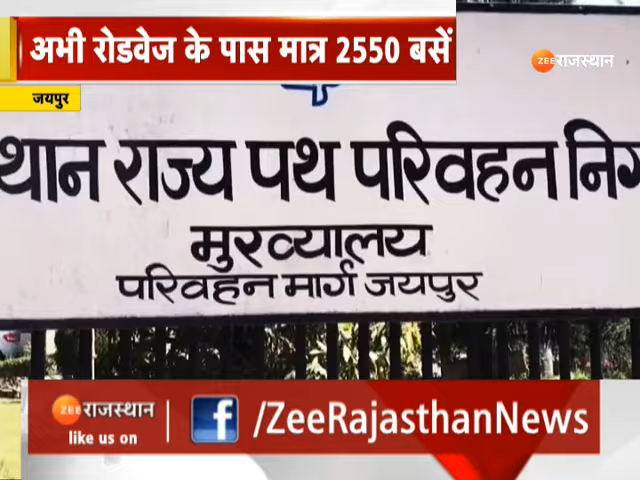 अभी रोडवेज के पास मात्र 2550 बसें
ZEE राजस्थान
जयपुर
थान राज्य पथ परिवहन निग
मुख्यालय
परिवहन मार्ग जयपुर
ZEE राजस्थान
like us on
f
/ZeeRajasthanNews